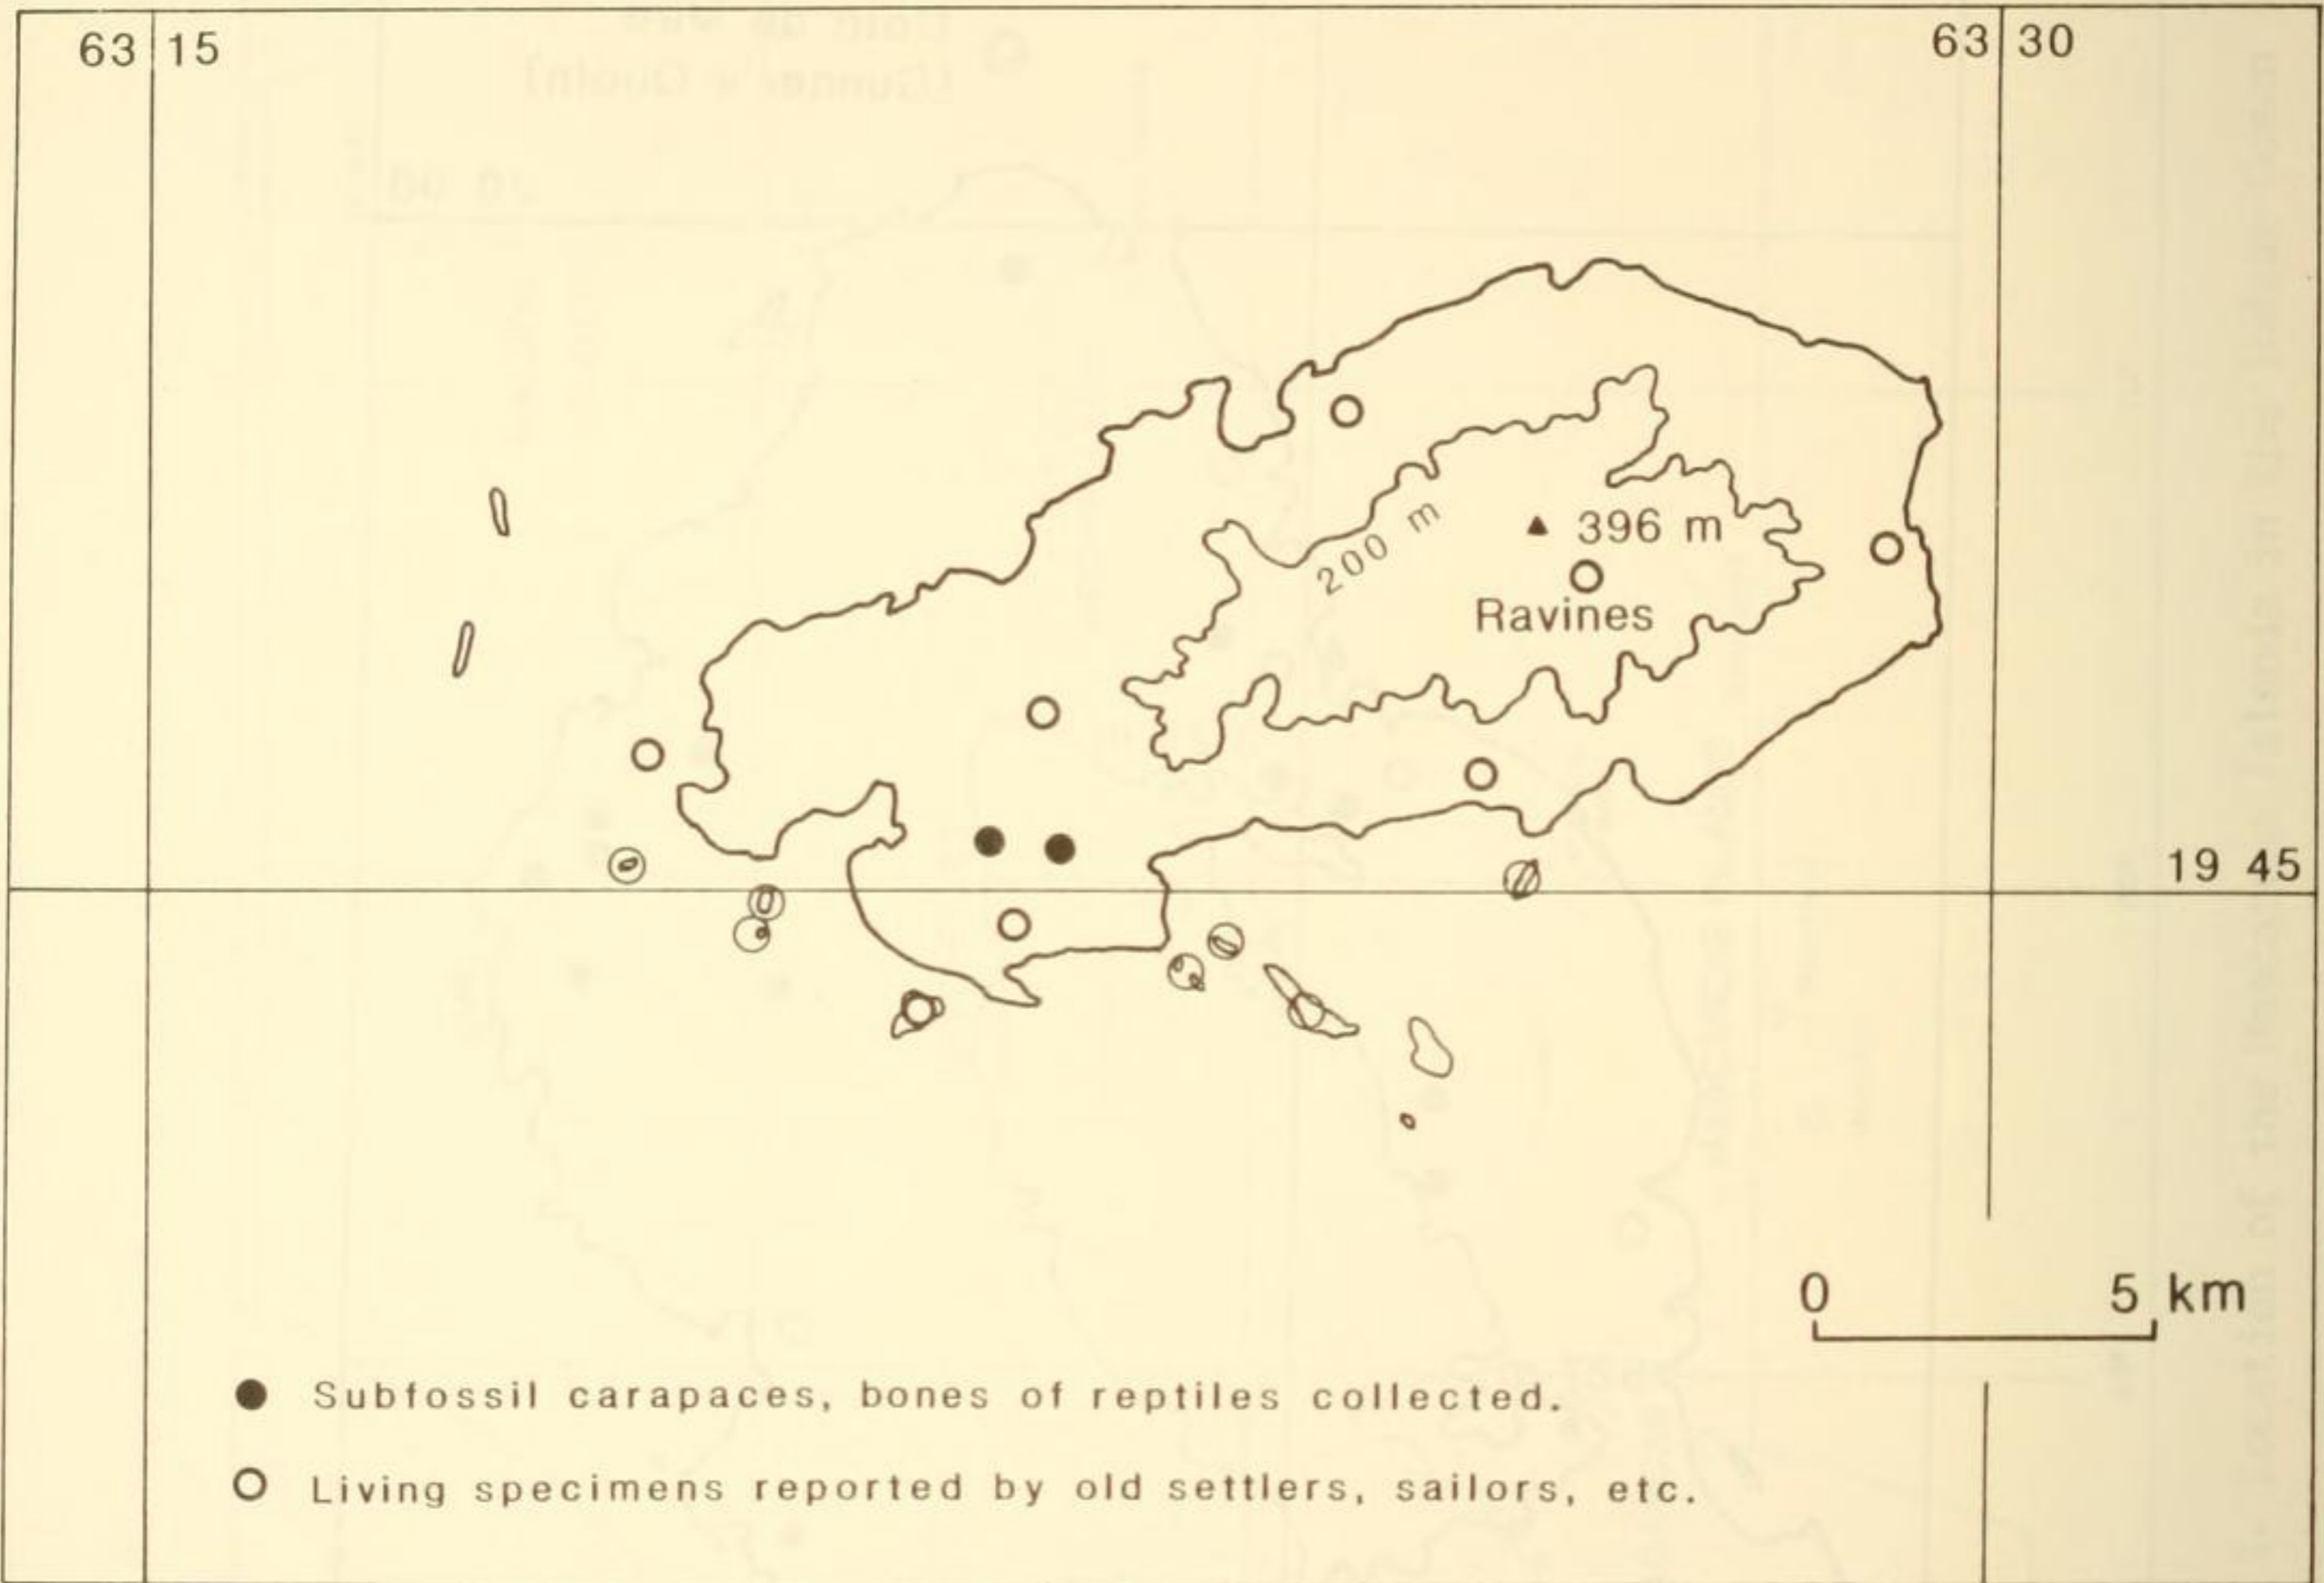 63 15
63 30
396 m
200 m
Ravines
19 45
0 5 km
Subfossil carapaces, bones of reptiles collected.
Living specimens reported by old settlers, sailors, etc.